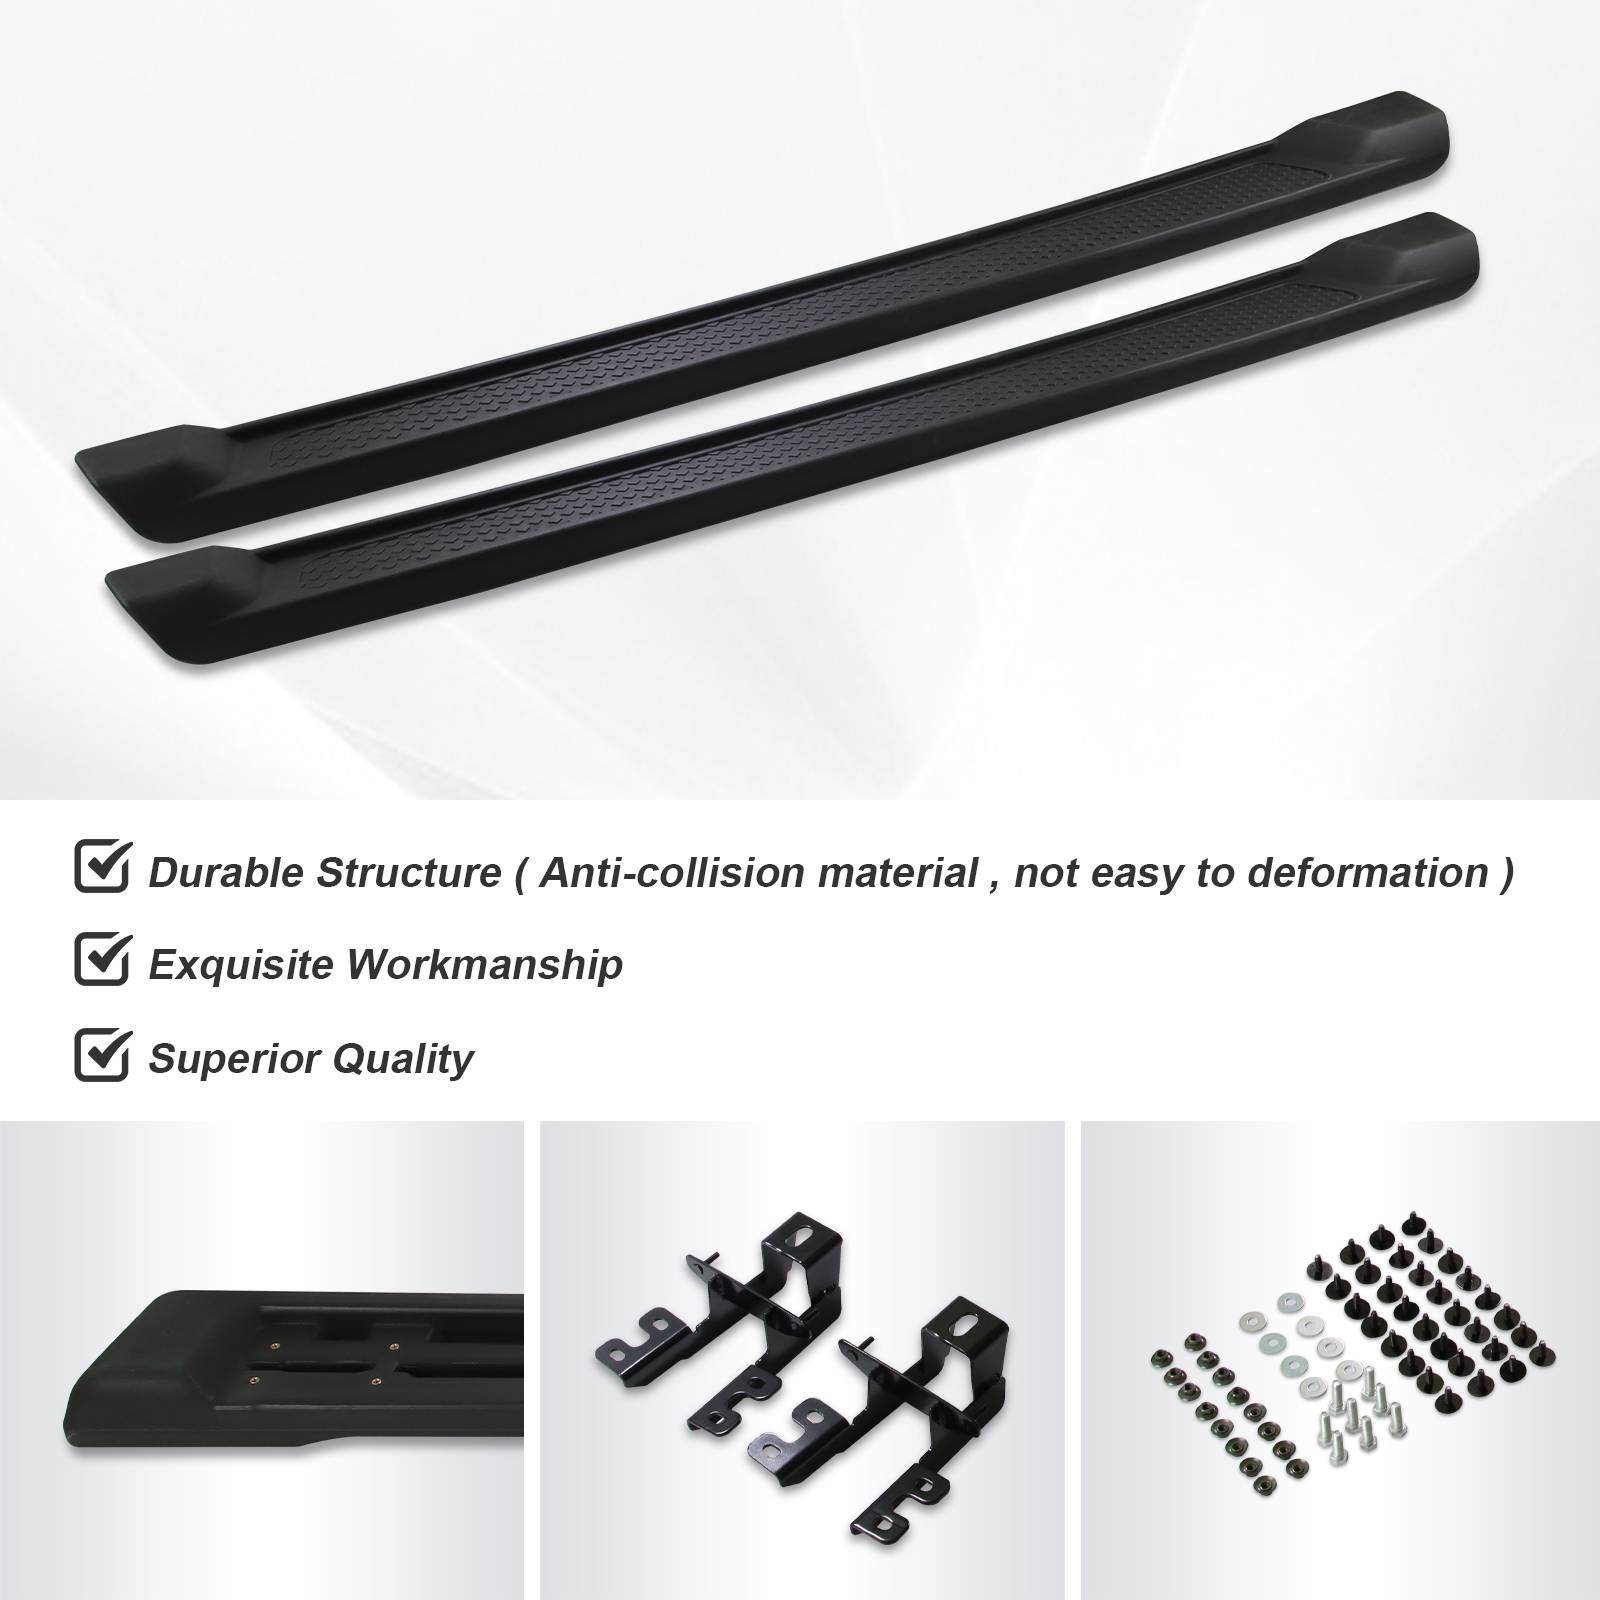 Durable Structure ( Anti-collision material , not easy to deformation )
Exquisite Workmanship
Superior Quality